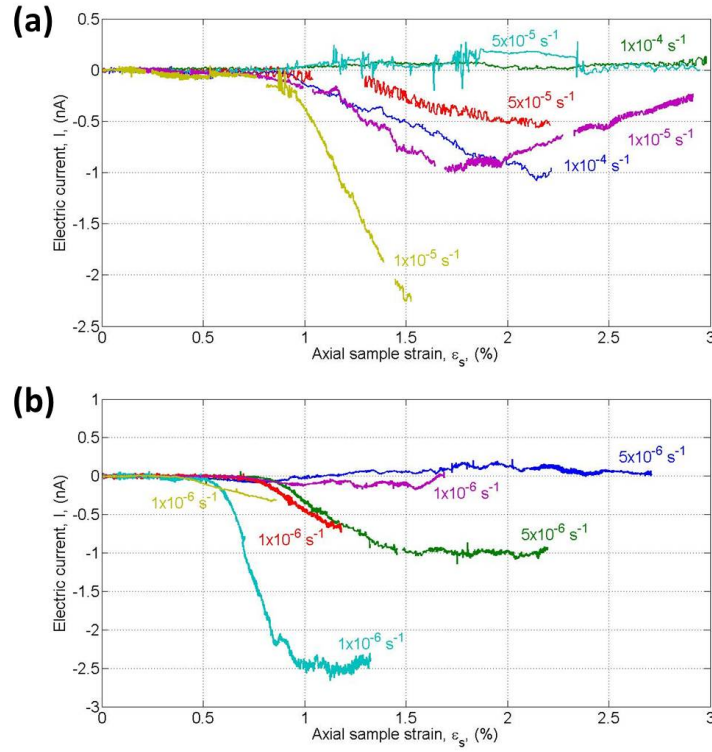 (a)
0.5
0
-0.5
-1
-1.5
-2
-2.5
Electric current, I, (nA)
5x10⁻⁵ s⁻¹
1x10⁻⁴ s⁻¹
5x10⁻⁵ s⁻¹
1x10⁻⁵ s⁻¹
1x10⁻⁴ s⁻¹
1x10⁻⁵ s⁻¹
0 0.5 1 1.5 2 2.5 3
Axial sample strain, εₛ, (%)
(b)
1
0.5
0
-0.5
-1
-1.5
-2
-2.5
-3
Electric current, I, (nA)
5x10⁻⁶ s⁻¹
1x10⁻⁶ s⁻¹
1x10⁻⁶ s⁻¹
1x10⁻⁶ s⁻¹
5x10⁻⁶ s⁻¹
1x10⁻⁶ s⁻¹
0 0.5 1 1.5 2 2.5 3
Axial sample strain, εₛ, (%)